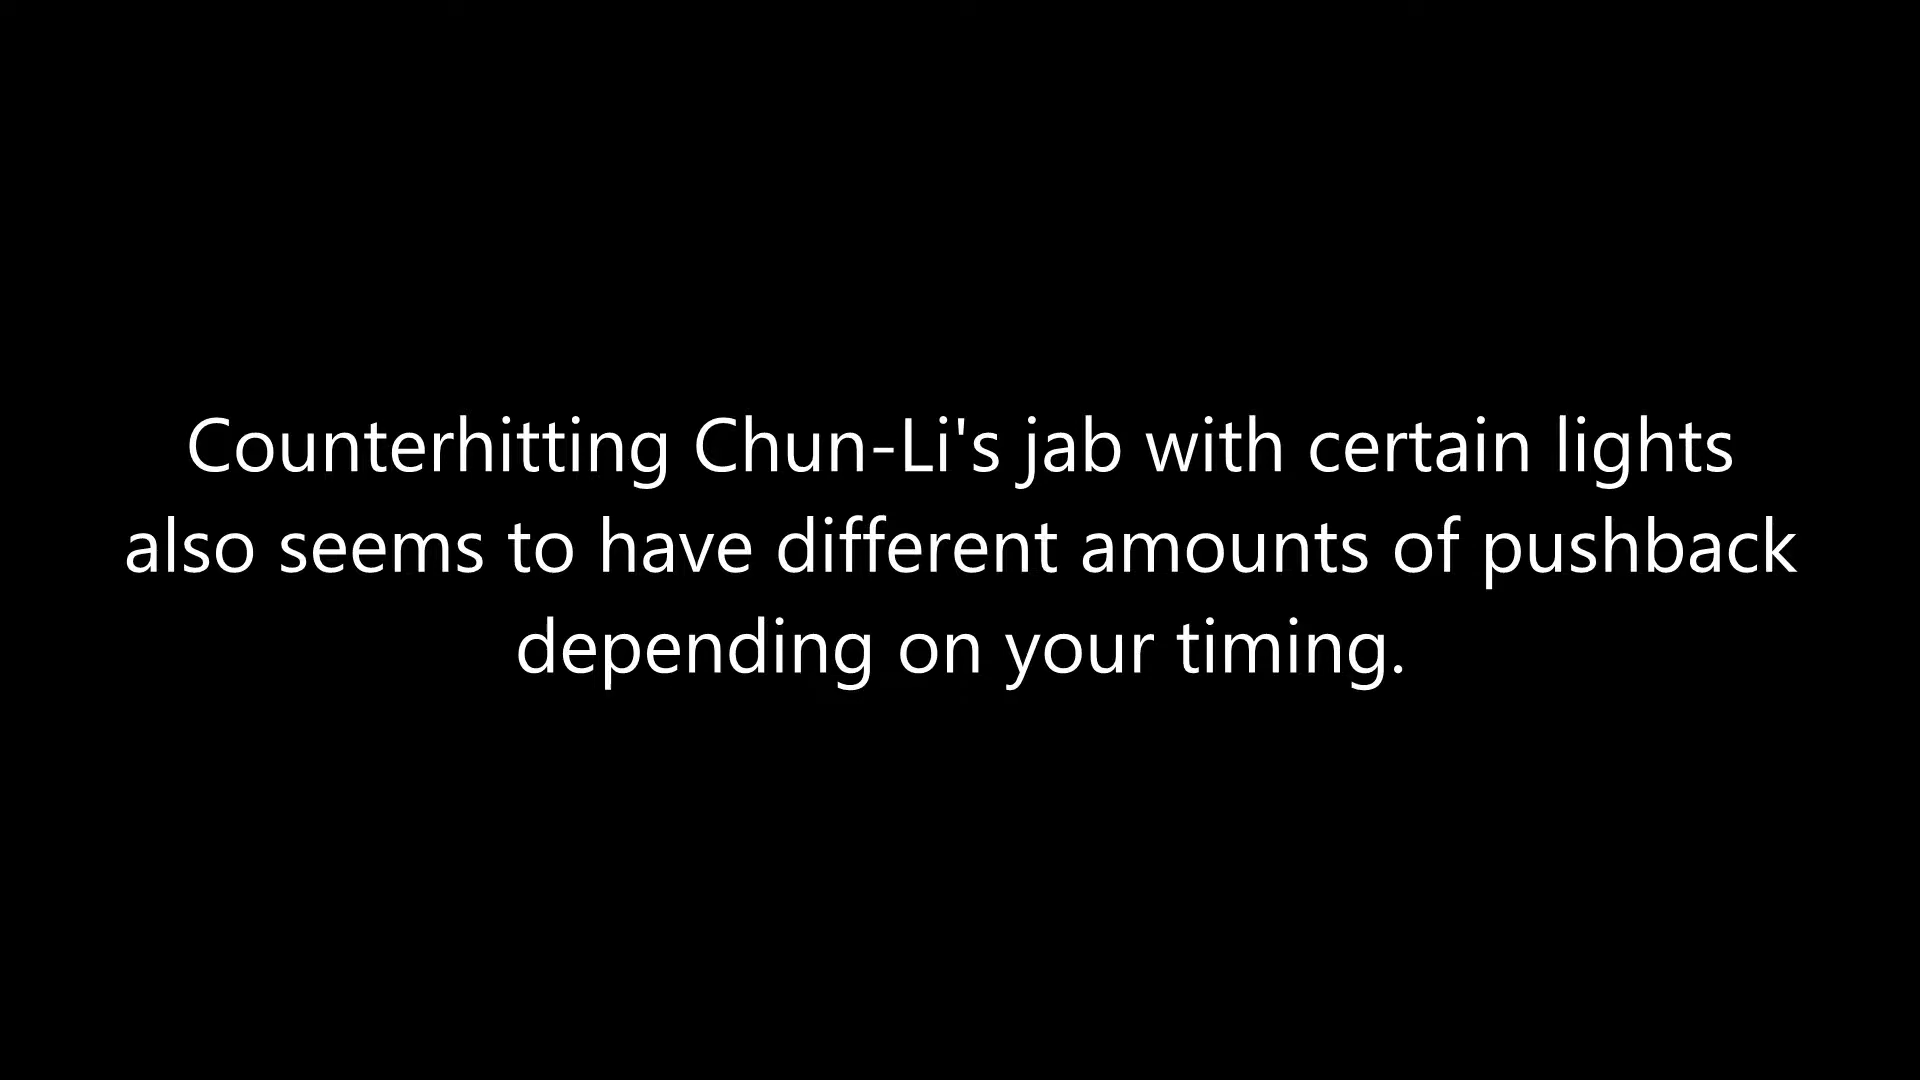 Counterhitting Chun-Li's jab with certain lights
also seems to have different amounts of pushback
depending on your timing.